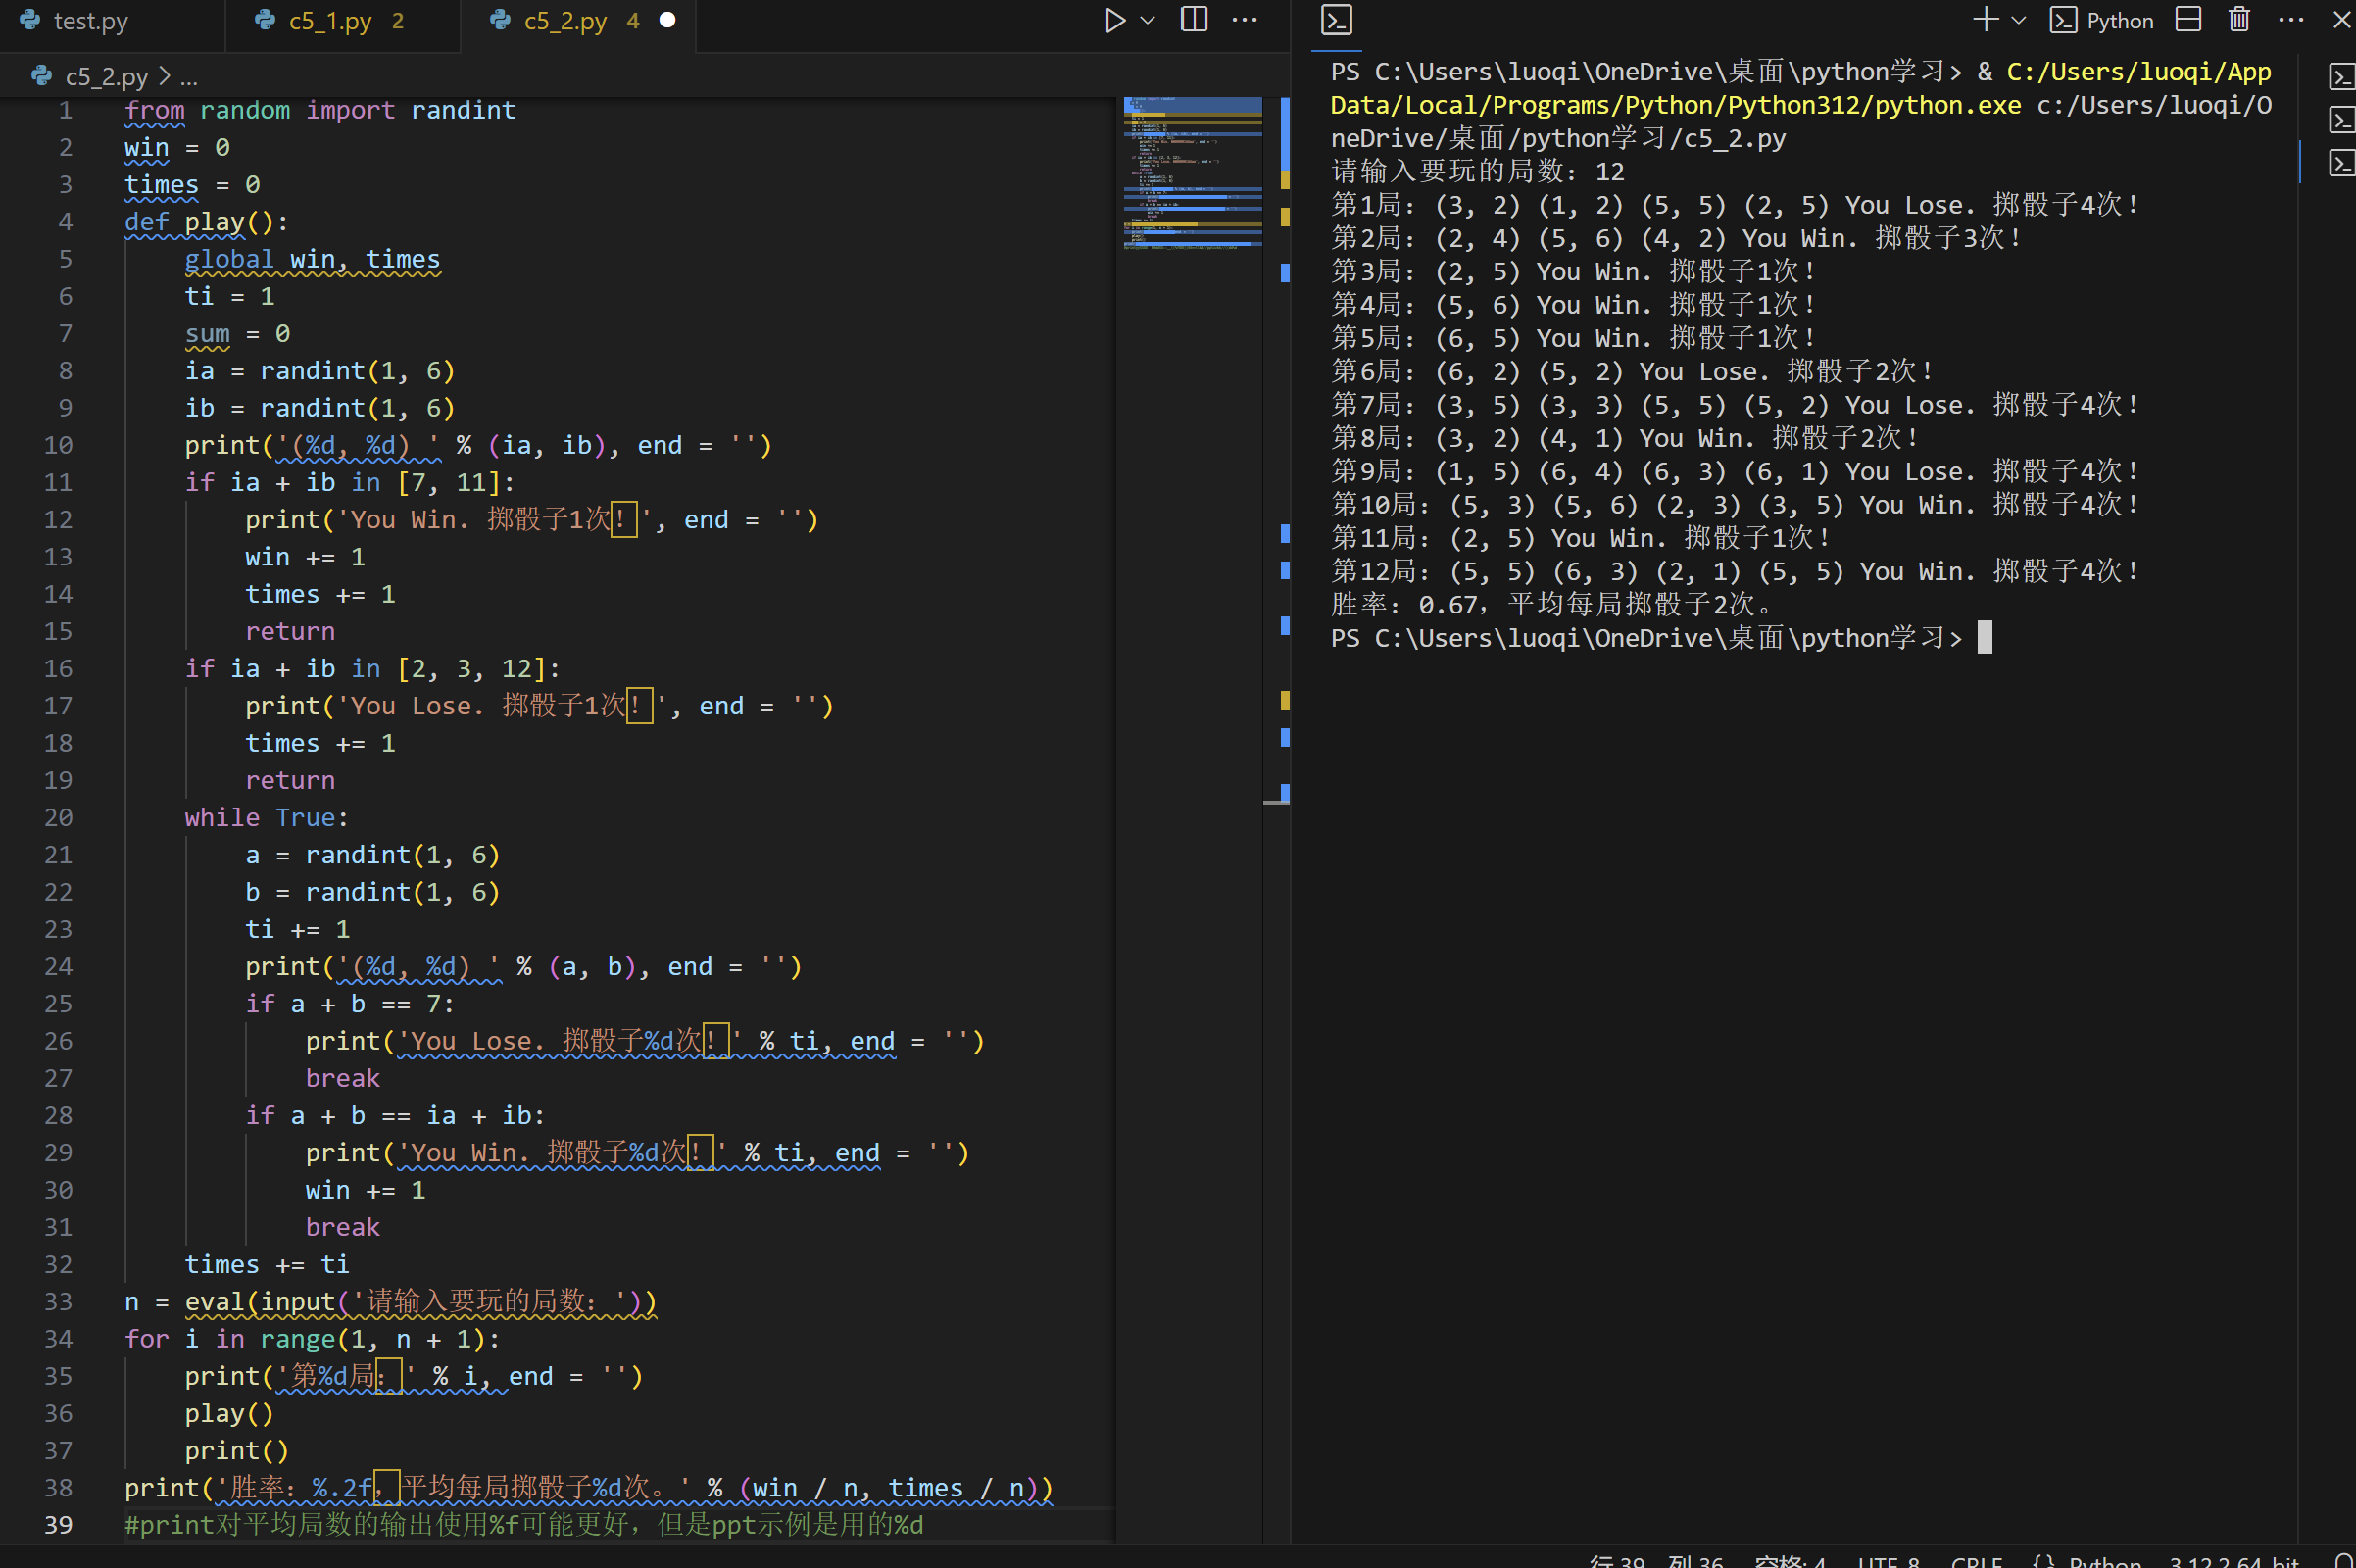 test.py
c5_1.py 2
c5_2.py 4
Python
c5_2.py > ...
1 from random import randint
2 win = 0
3 times = 0
4 def play():
5 global win, times
6 ti = 1
7 sum = 0
8 ia = randint(1, 6)
9 ib = randint(1, 6)
10 print('(%d, %d) ' % (ia, ib), end = '')
11 if ia + ib in [7, 11]:
12 print('You Win. 掷骰子1次！', end = '')
13 win += 1
14 times += 1
15 return
16 if ia + ib in [2, 3, 12]:
17 print('You Lose. 掷骰子1次！', end = '')
18 times += 1
19 return
20 while True:
21 a = randint(1, 6)
22 b = randint(1, 6)
23 ti += 1
24 print('(%d, %d) ' % (a, b), end = '')
25 if a + b == 7:
26 print('You Lose. 掷骰子%d次！' % ti, end = '')
27 break
28 if a + b == ia + ib:
29 print('You Win. 掷骰子%d次！' % ti, end = '')
30 win += 1
31 break
32 times += ti
33 n = eval(input('请输入要玩的局数：'))
34 for i in range(1, n + 1):
35 print('第%d局：' % i, end = '')
36 play()
37 print()
38 print('胜率：%.2f，平均每局掷骰子%d次。' % (win / n, times / n))
39 #print对平均局数的输出使用%f可能更好，但是ppt示例是用的%d
PS C:\Users\luoqi\OneDrive\桌面\python学习> & C:/Users/luoqi/App
Data/Local/Programs/Python/Python312/python.exe c:/Users/luoqi/O
neDrive/桌面/python学习/c5_2.py
请输入要玩的局数：12
第1局：(3, 2) (1, 2) (5, 5) (2, 5) You Lose. 掷骰子4次！
第2局：(2, 4) (5, 6) (4, 2) You Win. 掷骰子3次！
第3局：(2, 5) You Win. 掷骰子1次！
第4局：(5, 6) You Win. 掷骰子1次！
第5局：(6, 5) You Win. 掷骰子1次！
第6局：(6, 2) (5, 2) You Lose. 掷骰子2次！
第7局：(3, 5) (3, 3) (5, 5) (5, 2) You Lose. 掷骰子4次！
第8局：(3, 2) (4, 1) You Win. 掷骰子2次！
第9局：(1, 5) (6, 4) (6, 3) (6, 1) You Lose. 掷骰子4次！
第10局：(5, 3) (5, 6) (2, 3) (3, 5) You Win. 掷骰子4次！
第11局：(2, 5) You Win. 掷骰子1次！
第12局：(5, 5) (6, 3) (2, 1) (5, 5) You Win. 掷骰子4次！
胜率：0.67，平均每局掷骰子2次。
PS C:\Users\luoqi\OneDrive\桌面\python学习>
行 39，列 36 空格: 4 UTF-8 CRLF {} Python 3.12.2 64-bit